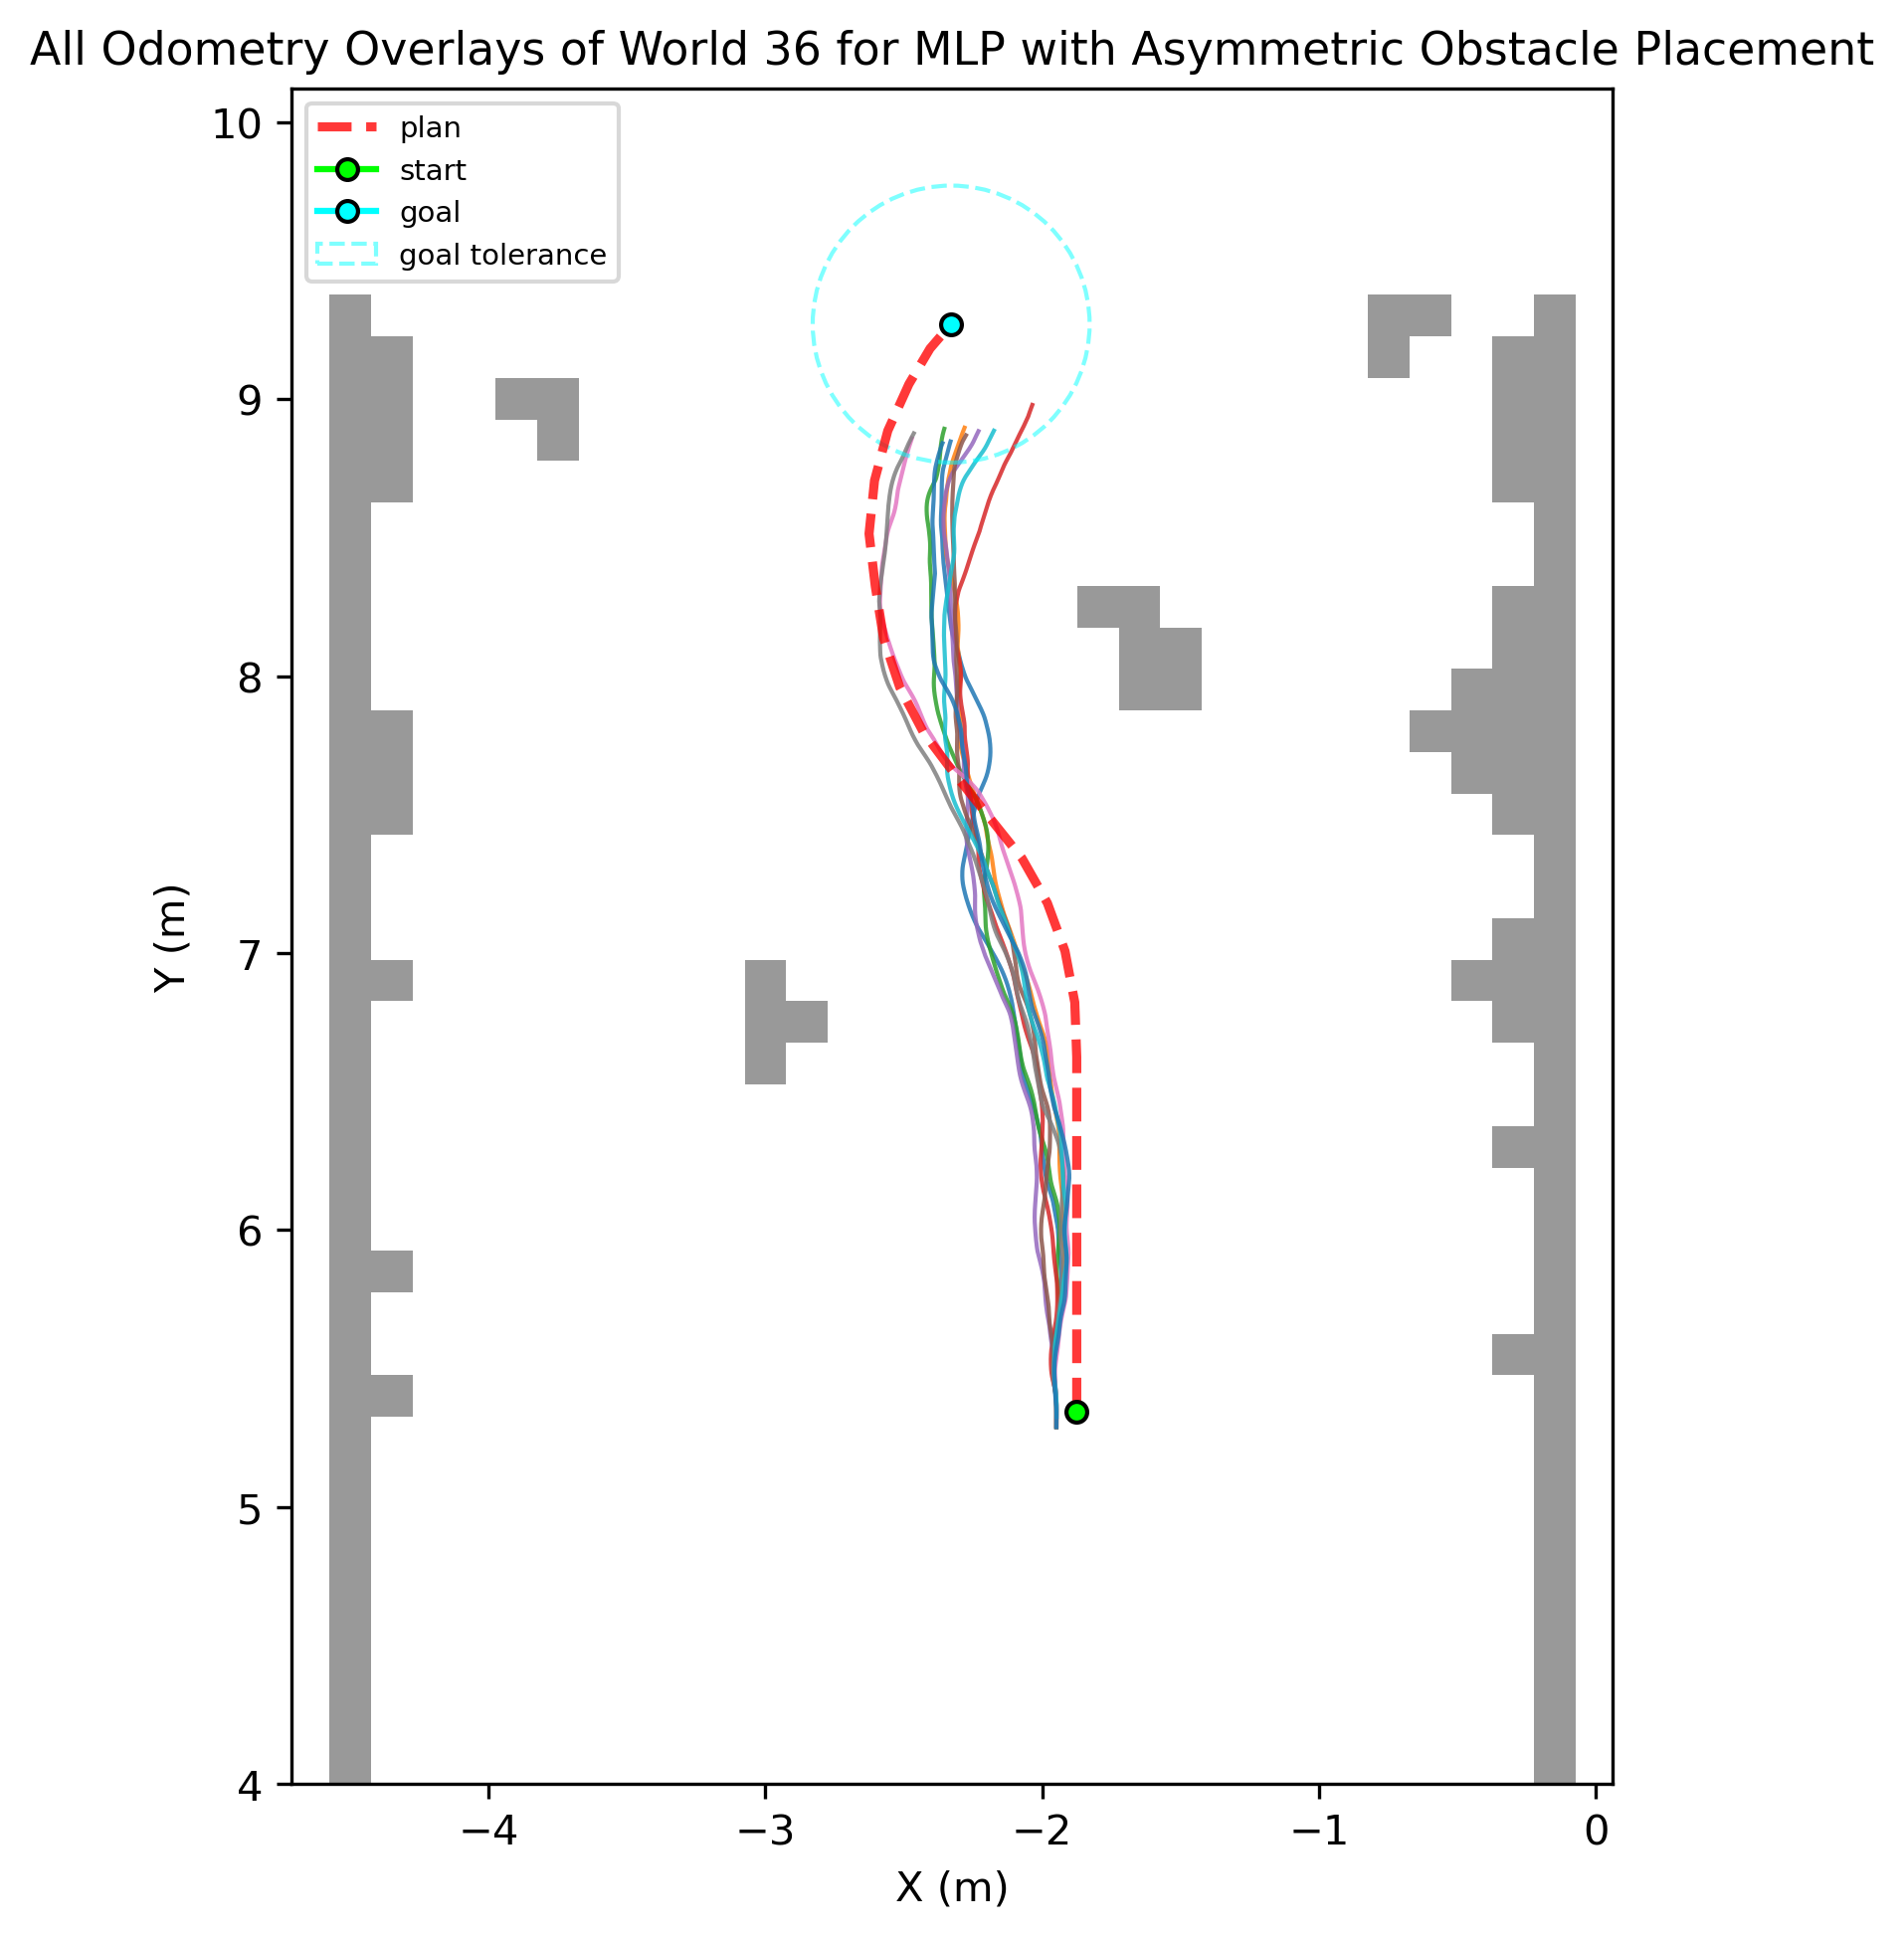 All Odometry Overlays of World 36 for MLP with Asymmetric Obstacle Placement
plan
start
goal
goal tolerance
10
9
8
7
6
5
4
Y (m)
−4
−3
−2
−1
0
X (m)